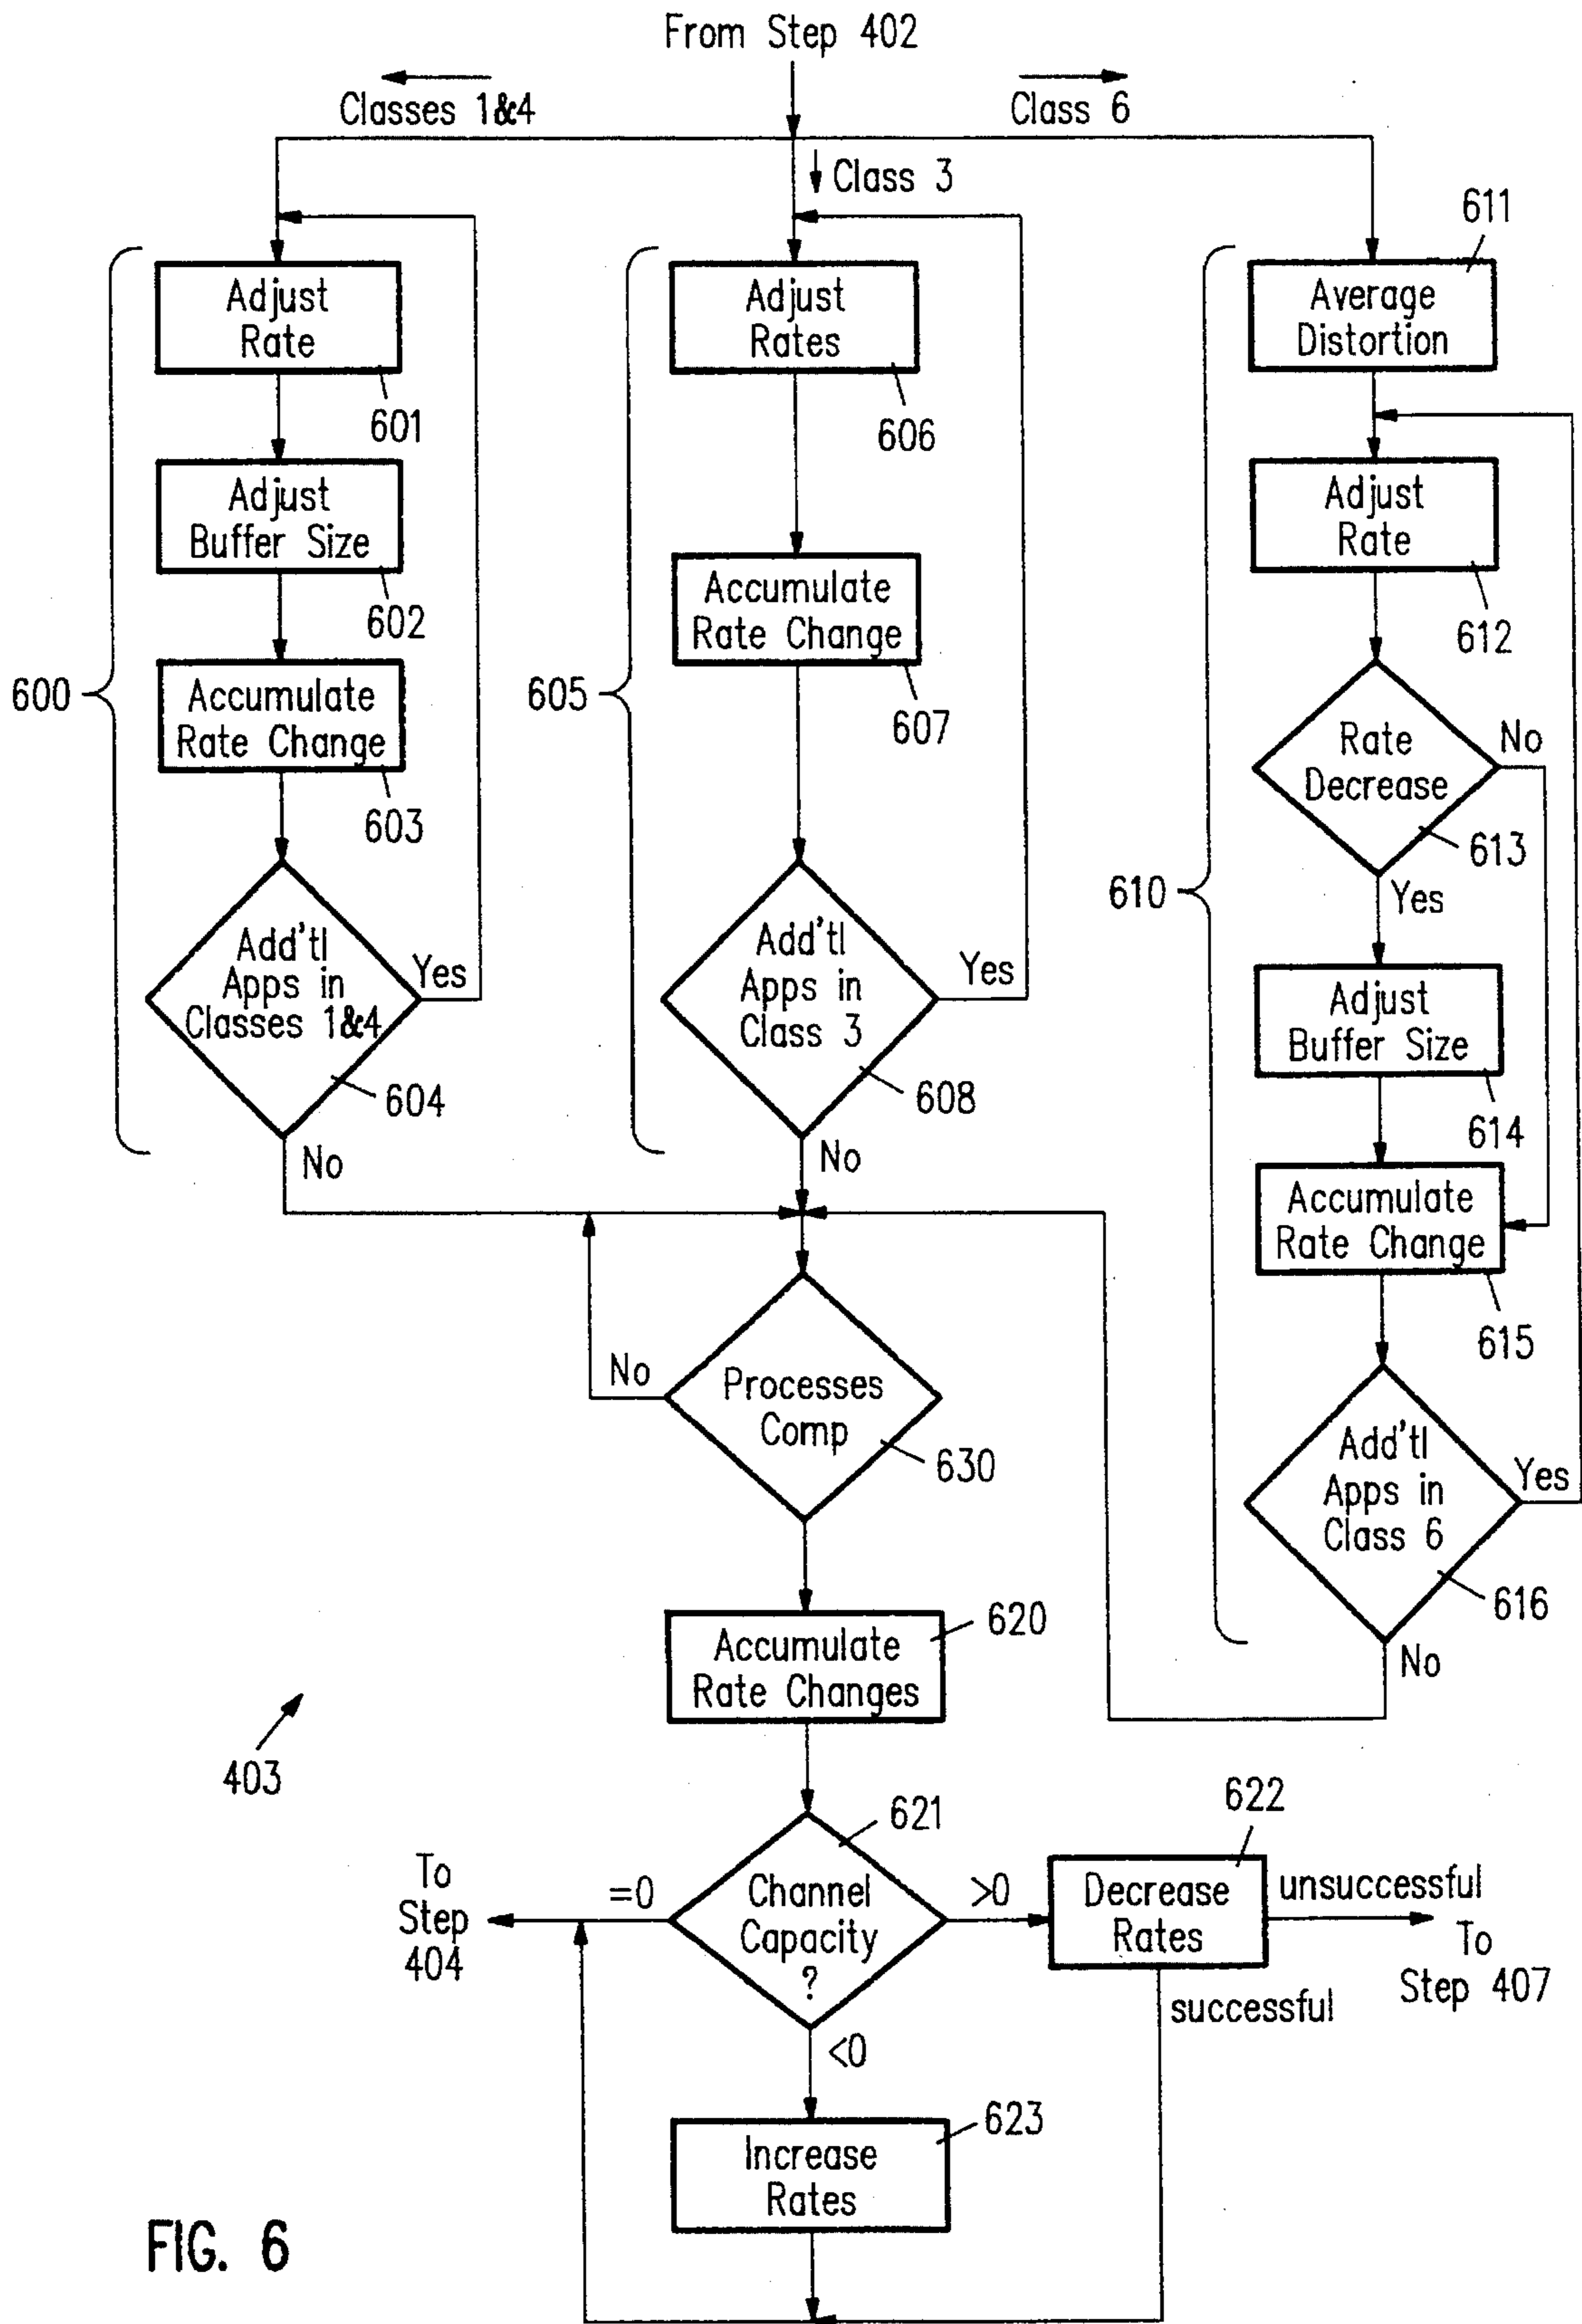 From Step 402
Classes 1&4
Class 6
Class 3
611
Adjust
Rate
Adjust
Rates
Average
Distortion
601
606
Adjust
Buffer Size
Adjust
Rate
602
Accumulate
Rate Change
612
600
Accumulate
Rate Change
605
607
Rate
Decrease
No
603
613
610
Yes
Add'tl
Apps in
Classes 1&4
Yes
Add'tl
Apps in
Class 3
Yes
Adjust
Buffer Size
604
608
614
No
No
Accumulate
Rate Change
615
No
Processes
Comp
630
Add'tl
Apps in
Class 6
Yes
616
620
Accumulate
Rate Changes
No
403
622
621
To
Step
404
=0
Channel
Capacity
?
>0
Decrease
Rates
unsuccessful
To
Step 407
successful
<0
623
Increase
Rates
FIG. 6